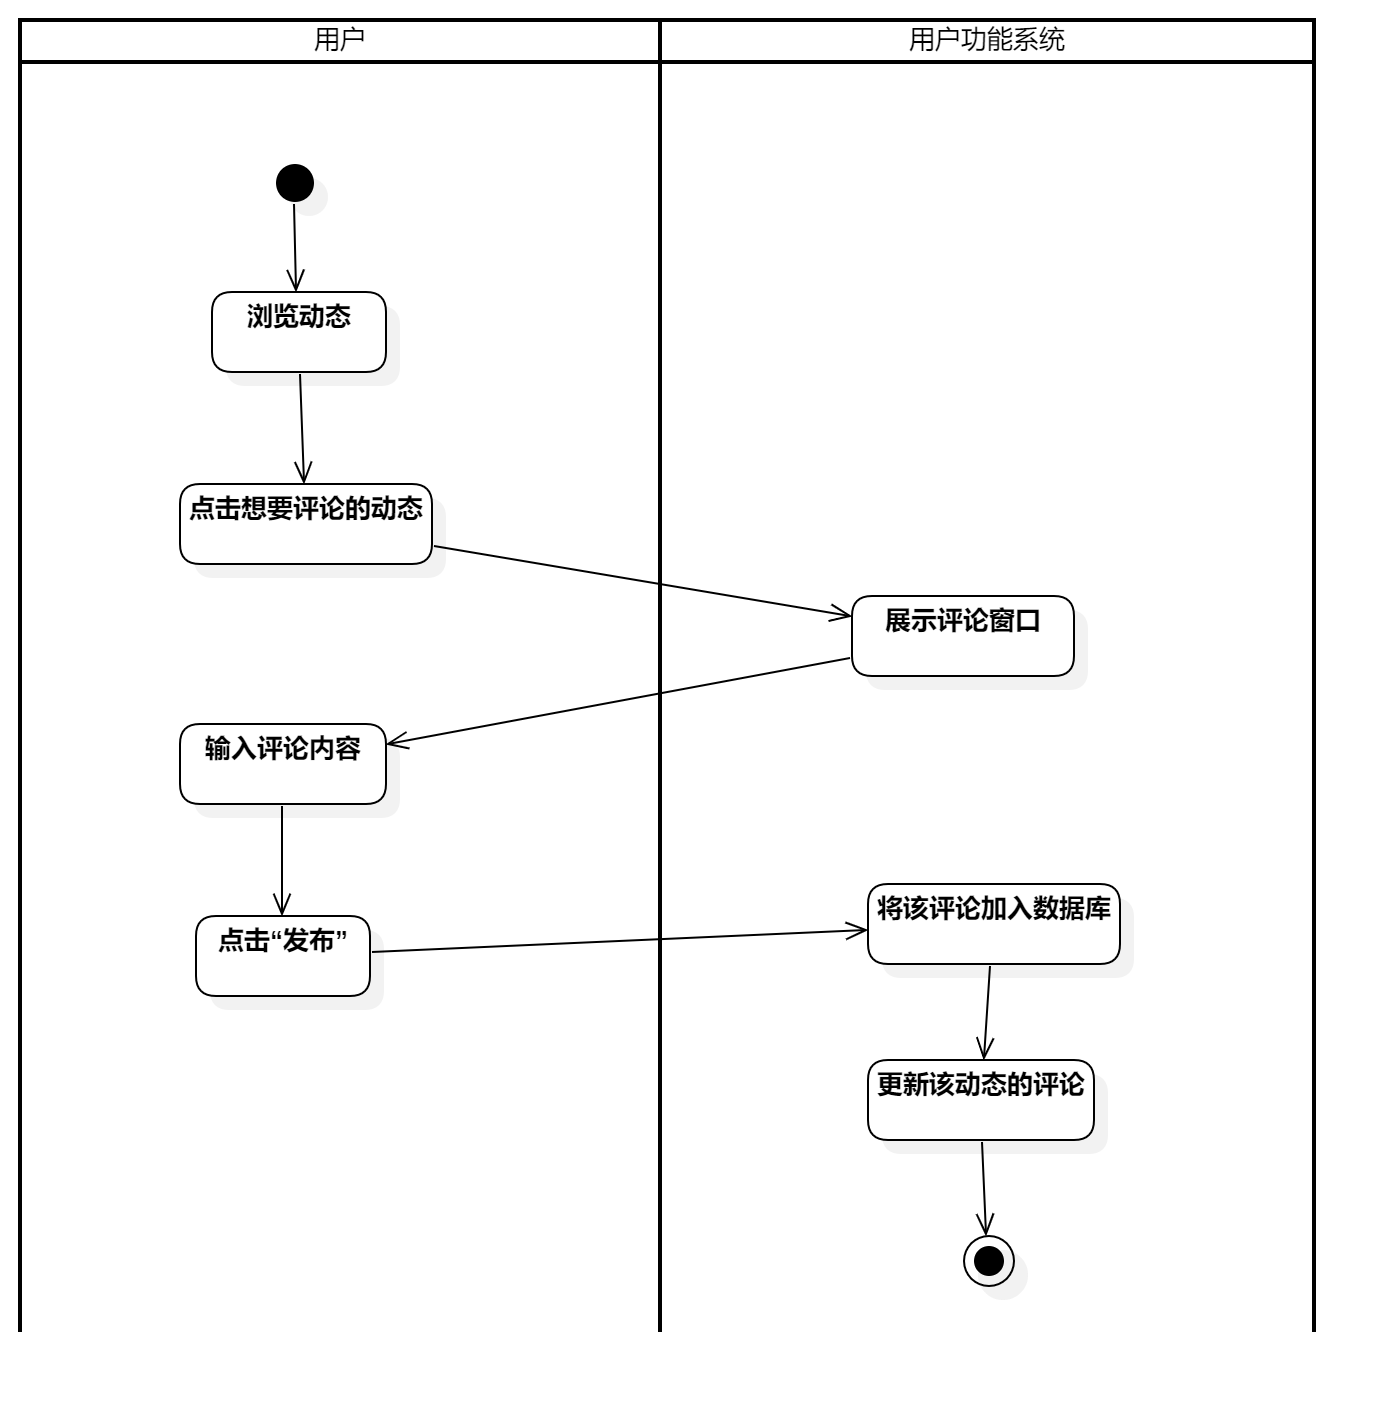 用户
用户功能系统
浏览动态
点击想要评论的动态
展示评论窗口
输入评论内容
将该评论加入数据库
点击“发布”
更新该动态的评论